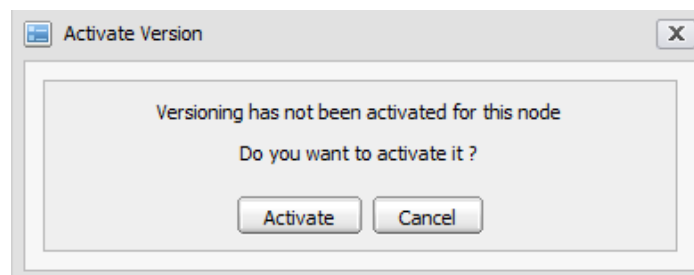 Activate Version
X
Versioning has not been activated for this node
Do you want to activate it ?
Activate Cancel